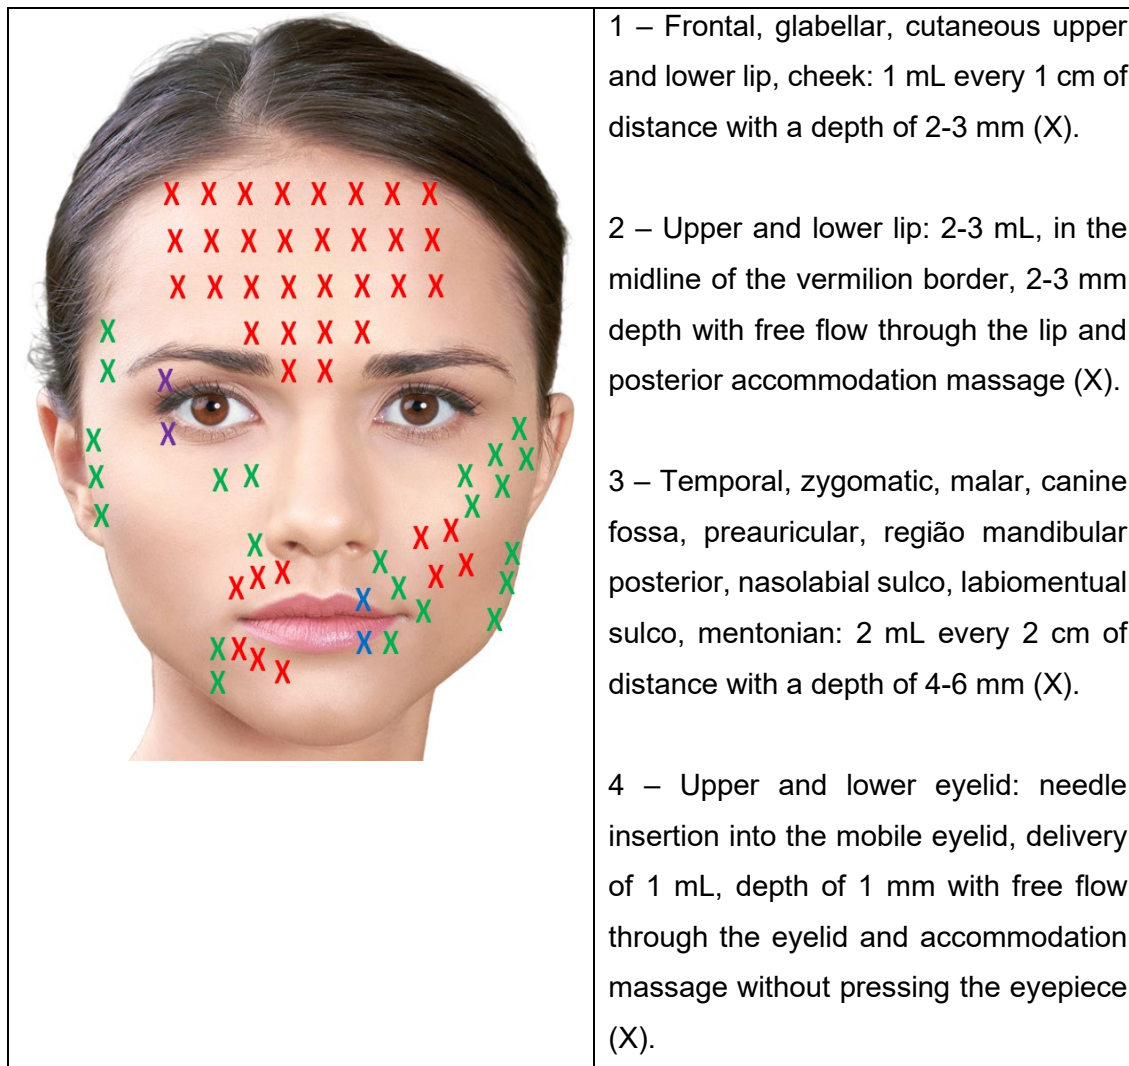 X X X X X X X X
X X X X X X X X
X X X X X X X X
X X X X X
X X X X
X
X
X X
X X X
X X X X X
X X
X X X X
X X X X X X X
X X X X X
X X X X X
X X X X
X X
1 – Frontal, glabellar, cutaneous upper
and lower lip, cheek: 1 mL every 1 cm of
distance with a depth of 2-3 mm (X).
2 – Upper and lower lip: 2-3 mL, in the
midline of the vermilion border, 2-3 mm
depth with free flow through the lip and
posterior accommodation massage (X).
3 – Temporal, zygomatic, malar, canine
fossa, preauricular, região mandibular
posterior, nasolabial sulco, labiomentual
sulco, mentonian: 2 mL every 2 cm of
distance with a depth of 4-6 mm (X).
4 – Upper and lower eyelid: needle
insertion into the mobile eyelid, delivery
of 1 mL, depth of 1 mm with free flow
through the eyelid and accommodation
massage without pressing the eyepiece
(X).